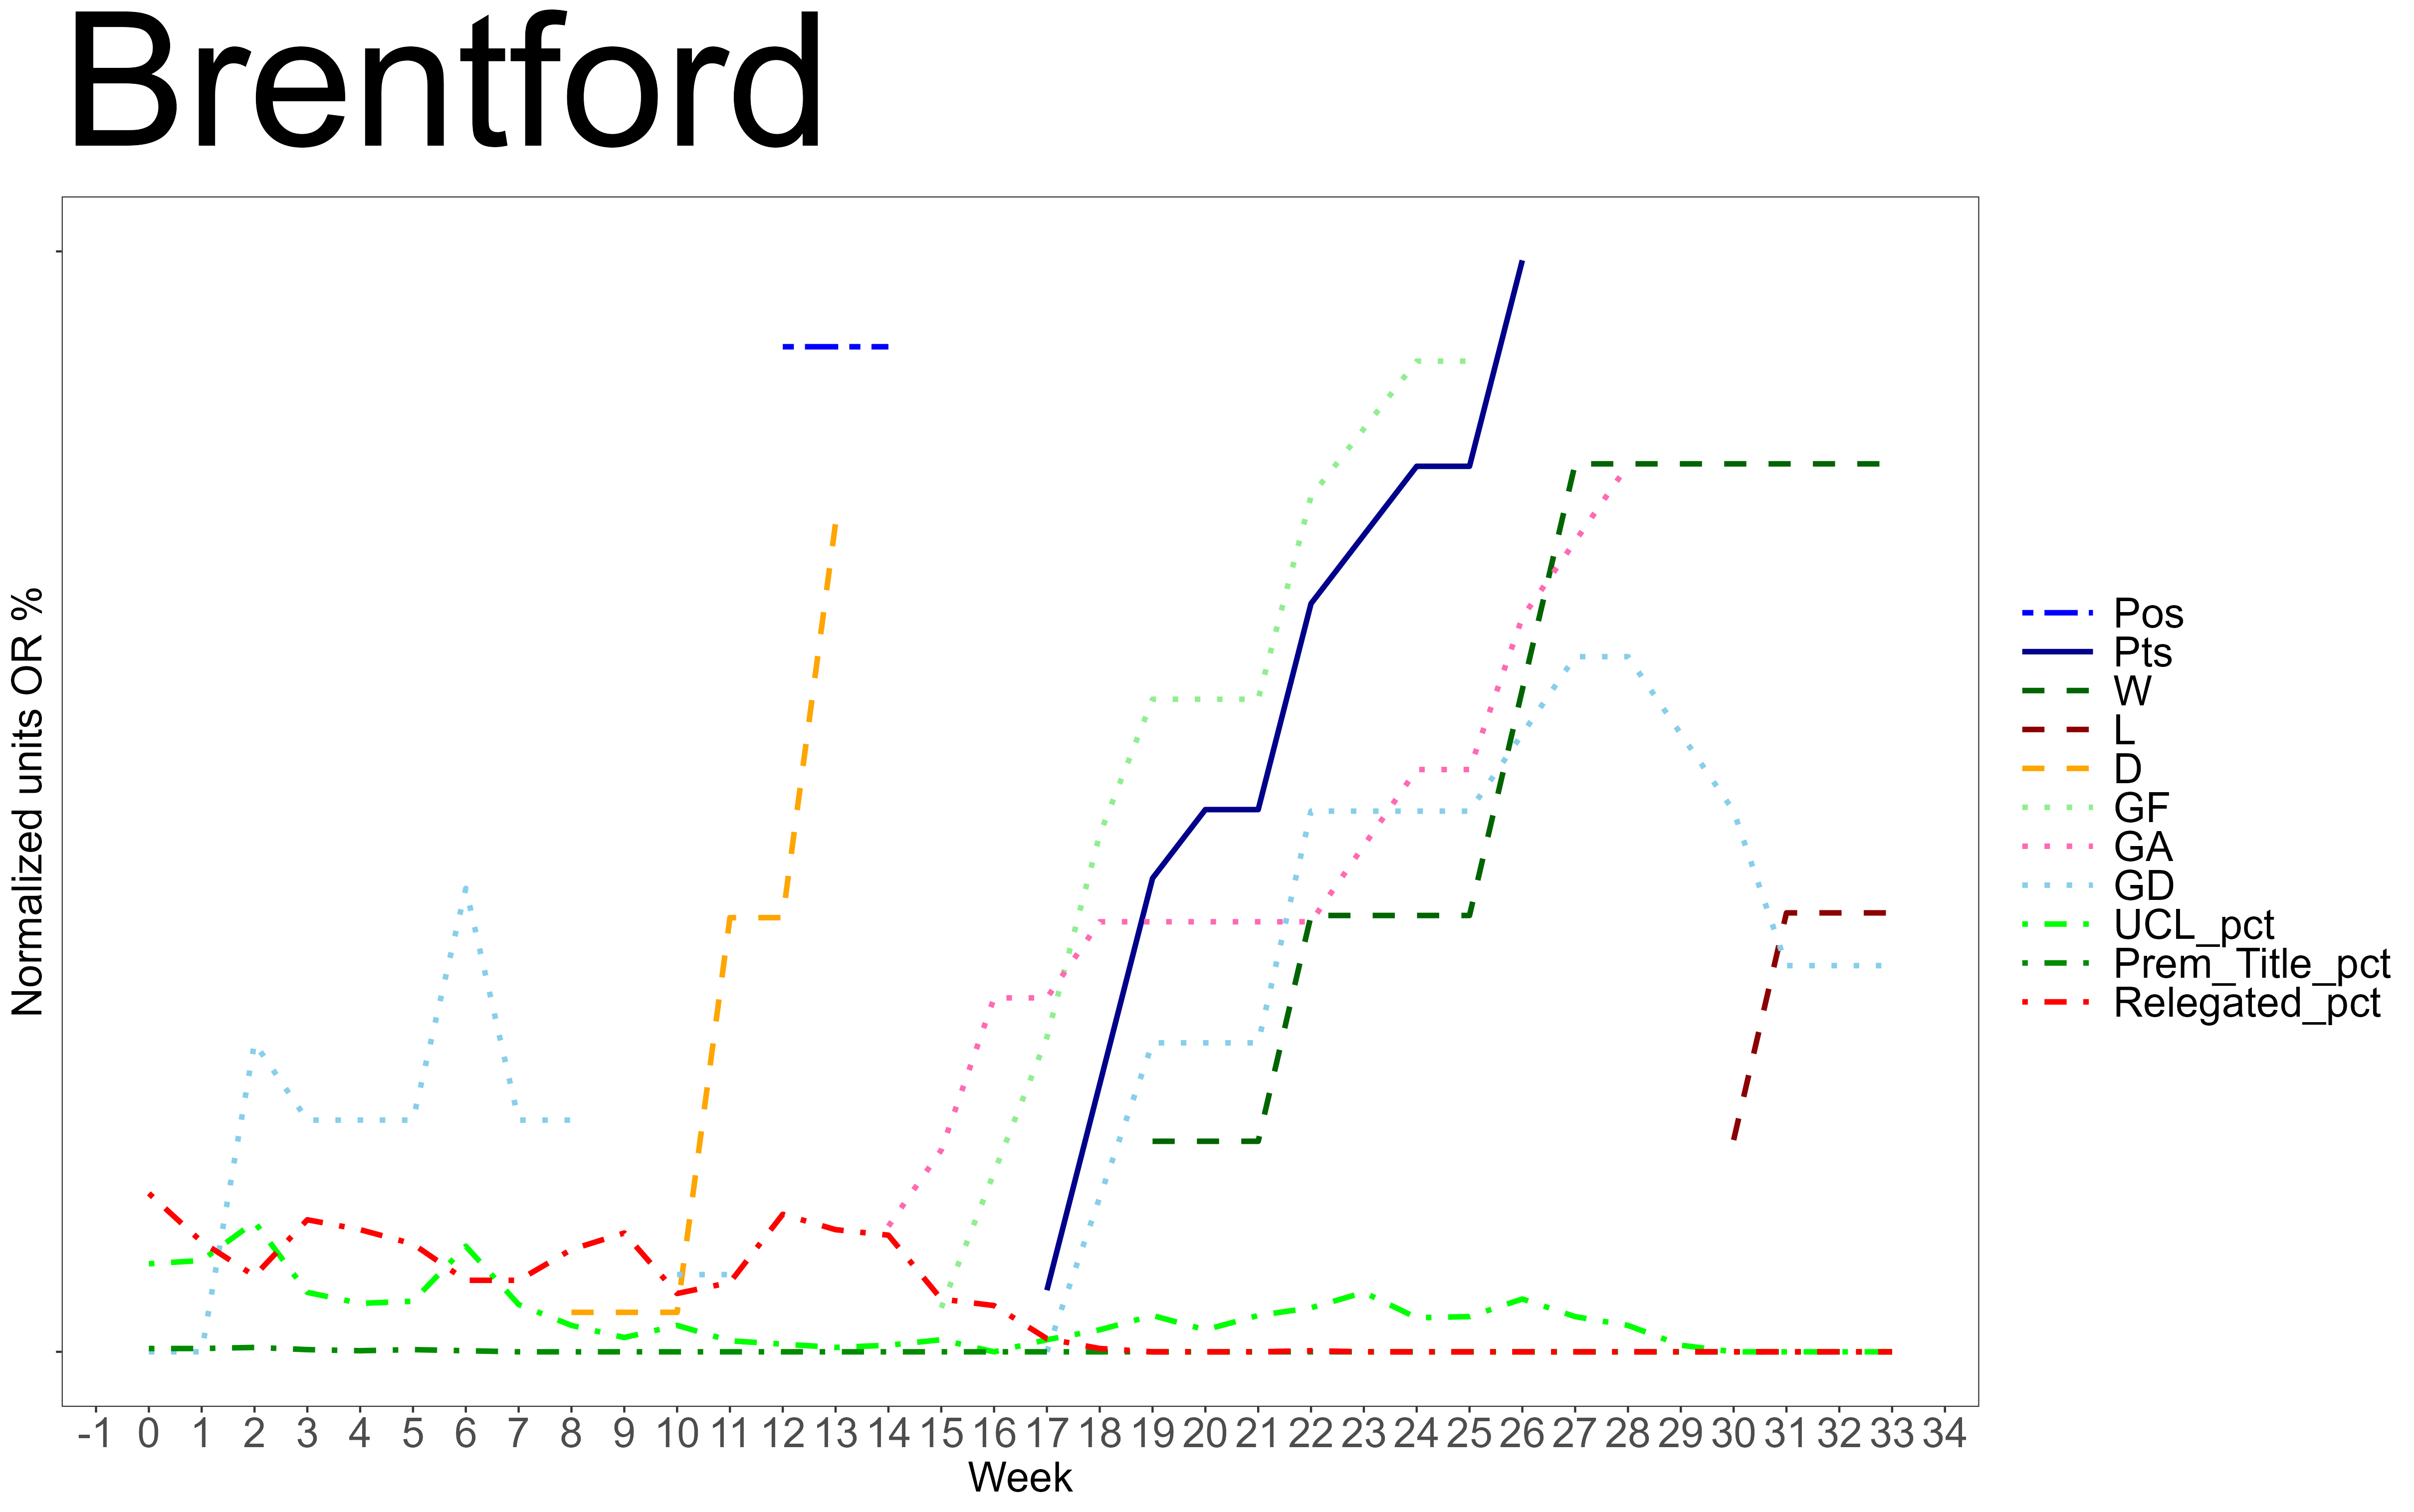 Brentford
Normalized units OR %
-1 0 1 2 3 4 5 6 7 8 9 10 11 12 13 14 15 16 17 18 19 20 21 22 23 24 25 26 27 28 29 30 31 32 33 34
Week
Pos
Pts
W
L
D
GF
GA
GD
UCL_pct
Prem_Title_pct
Relegated_pct